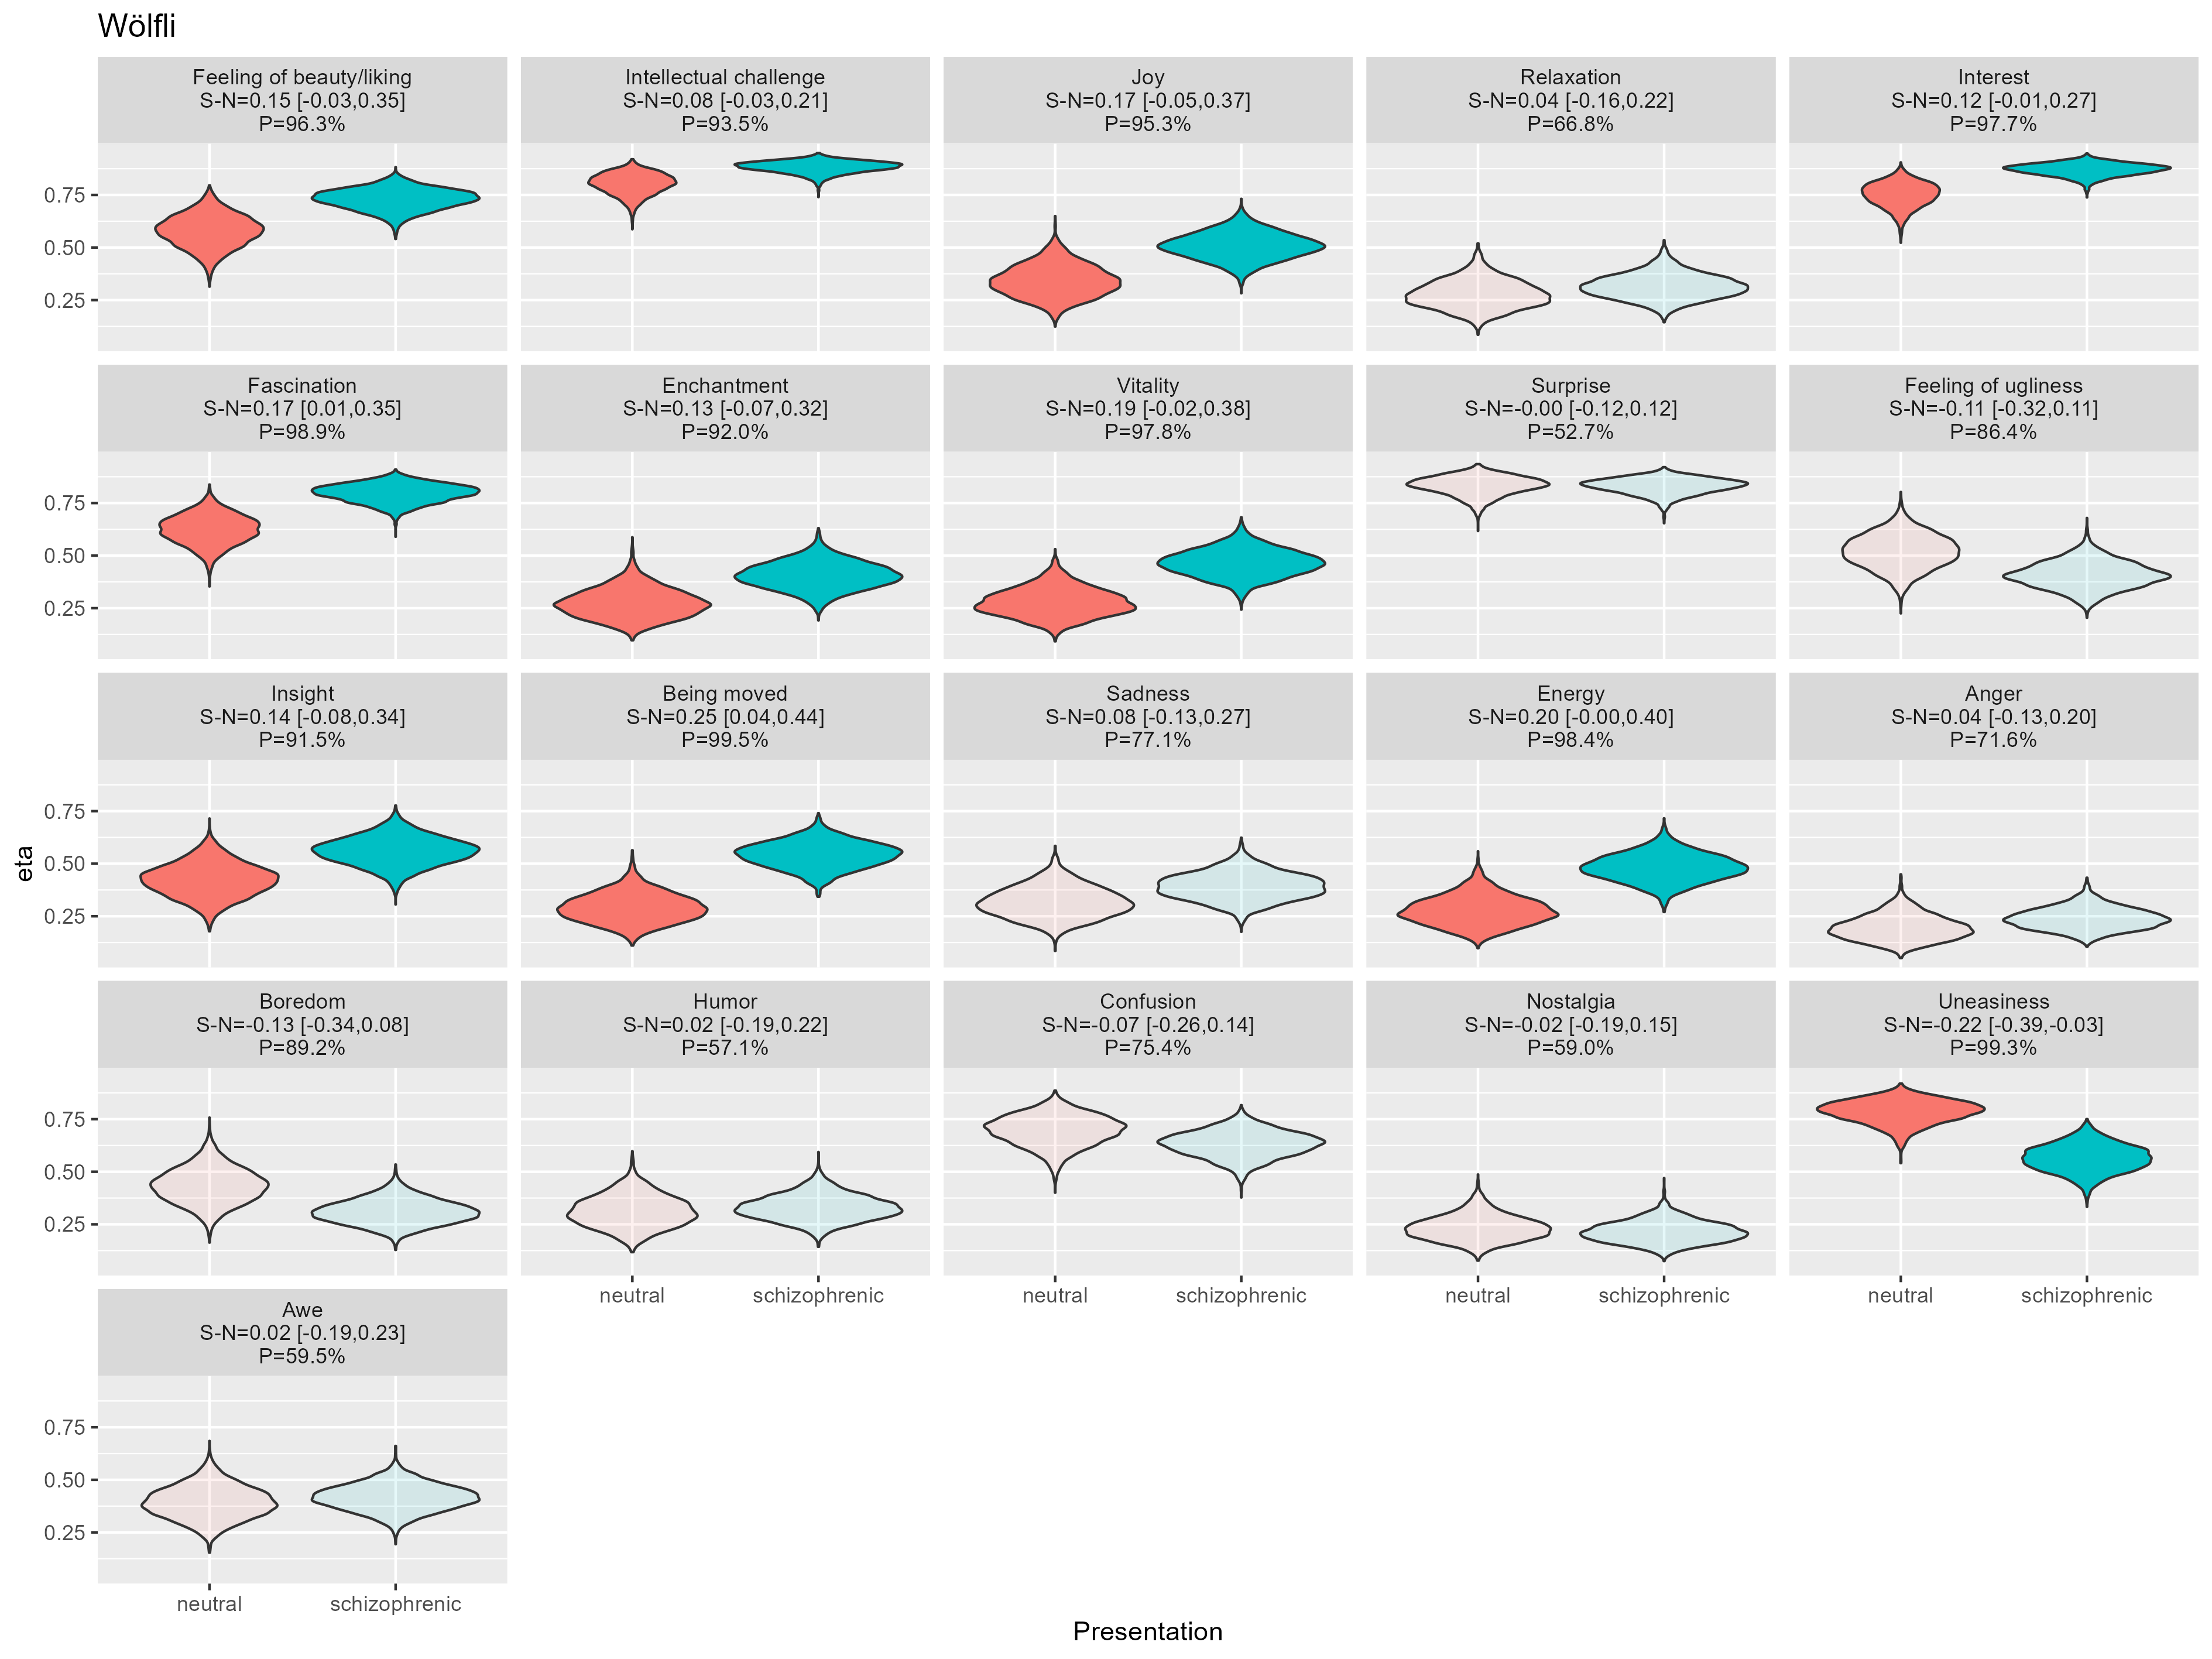 Wölfli
Feeling of beauty/liking
S-N=0.15 [-0.03,0.35]
P=96.3%
Intellectual challenge
S-N=0.08 [-0.03,0.21]
P=93.5%
Joy
S-N=0.17 [-0.05,0.37]
P=95.3%
Relaxation
S-N=0.04 [-0.16,0.22]
P=66.8%
Interest
S-N=0.12 [-0.01,0.27]
P=97.7%
0.75
0.50
0.25
Fascination
S-N=0.17 [0.01,0.35]
P=98.9%
Enchantment
S-N=0.13 [-0.07,0.32]
P=92.0%
Vitality
S-N=0.19 [-0.02,0.38]
P=97.8%
Surprise
S-N=-0.00 [-0.12,0.12]
P=52.7%
Feeling of ugliness
S-N=-0.11 [-0.32,0.11]
P=86.4%
0.75
0.50
0.25
Insight
S-N=0.14 [-0.08,0.34]
P=91.5%
Being moved
S-N=0.25 [0.04,0.44]
P=99.5%
Sadness
S-N=0.08 [-0.13,0.27]
P=77.1%
Energy
S-N=0.20 [-0.00,0.40]
P=98.4%
Anger
S-N=0.04 [-0.13,0.20]
P=71.6%
0.75
0.50
0.25
eta
Boredom
S-N=-0.13 [-0.34,0.08]
P=89.2%
Humor
S-N=0.02 [-0.19,0.22]
P=57.1%
Confusion
S-N=-0.07 [-0.26,0.14]
P=75.4%
Nostalgia
S-N=-0.02 [-0.19,0.15]
P=59.0%
Uneasiness
S-N=-0.22 [-0.39,-0.03]
P=99.3%
0.75
0.50
0.25
neutral schizophrenic
neutral schizophrenic
neutral schizophrenic
neutral schizophrenic
Awe
S-N=0.02 [-0.19,0.23]
P=59.5%
0.75
0.50
0.25
neutral schizophrenic
Presentation